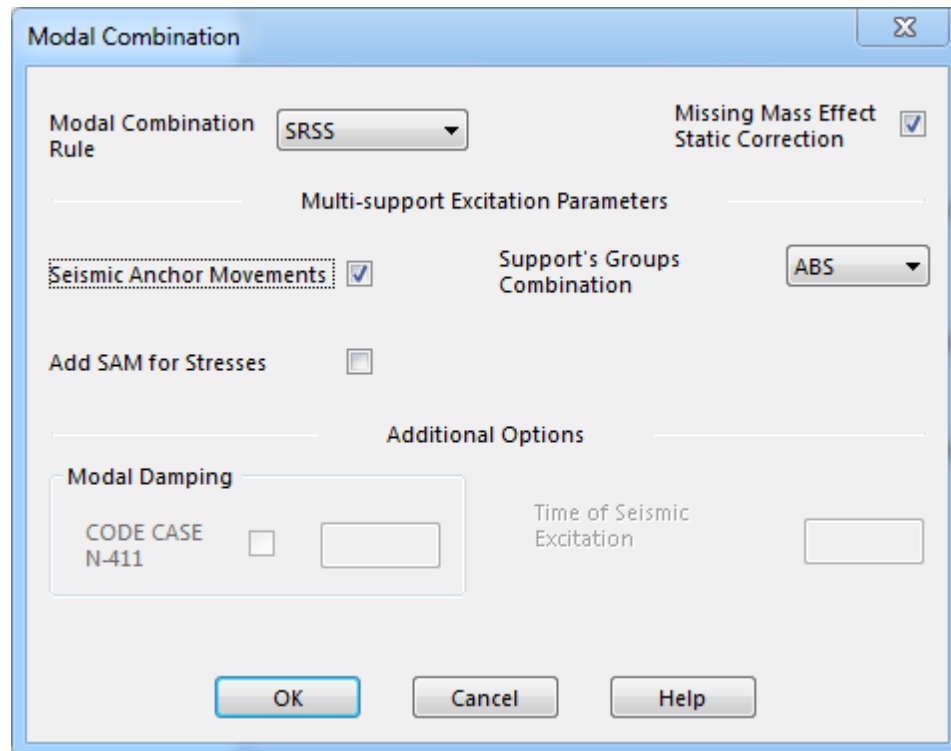 Modal Combination
Modal Combination
Rule
SRSS
Missing Mass Effect
Static Correction
Multi-support Excitation Parameters
Seismic Anchor Movements
Support's Groups
Combination
ABS
Add SAM for Stresses
Additional Options
Modal Damping
CODE CASE
N-411
Time of Seismic
Excitation
OK
Cancel
Help